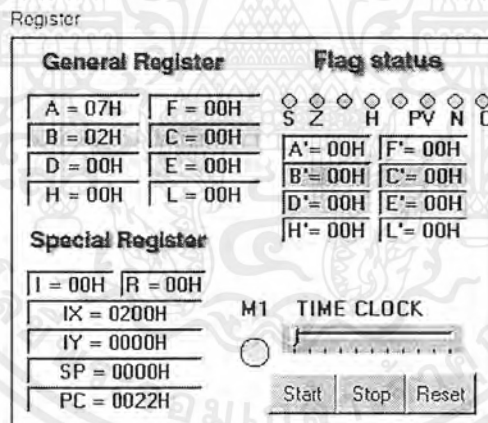 Register
General Register
A = 07H F = 00H
B = 02H C = 00H
D = 00H E = 00H
H = 00H L = 00H
Flag status
S Z H PV N C
A'= 00H F'= 00H
B'= 00H C'= 00H
D'= 00H E'= 00H
H'= 00H L'= 00H
Special Register
I = 00H R = 00H
IX = 0200H
IY = 0000H
SP = 0000H
PC = 0022H
M1 TIME CLOCK
Start Stop Reset